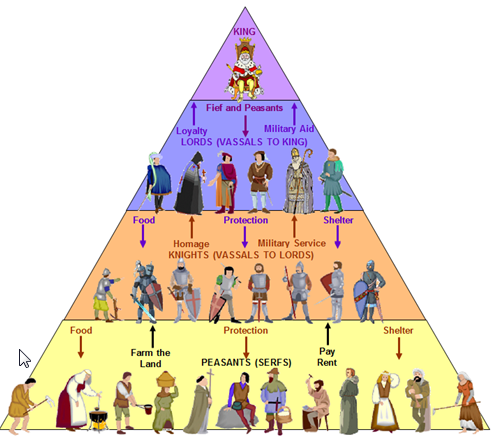 KING
Fief and Peasants
Loyalty
Military Aid
LORDS (VASSALS TO KING)
Food
Protection
Shelter
Homage
Military Service
KNIGHTS (VASSALS TO LORDS)
Food
Protection
Shelter
Farm the
Land
PEASANTS (SERFS)
Pay
Rent